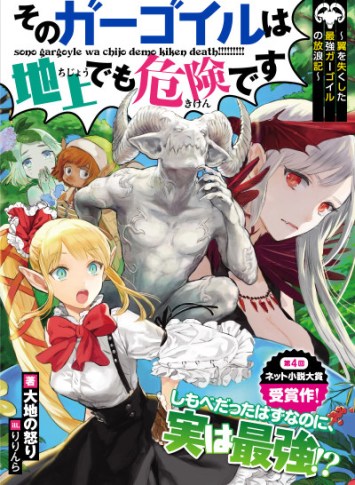 そのガーゴイルは
sono gargoyle wa chijo demo kiken death!!!!!!!!!
地上でも危険です
ちじょう
きけん
～翼を失くした
最強ガーゴイル
の放浪記～
第4回
ネット小説大賞
受賞作!
しもべだったはずなのに、
実は最強!?
著 大地の怒り
ill. りりんら